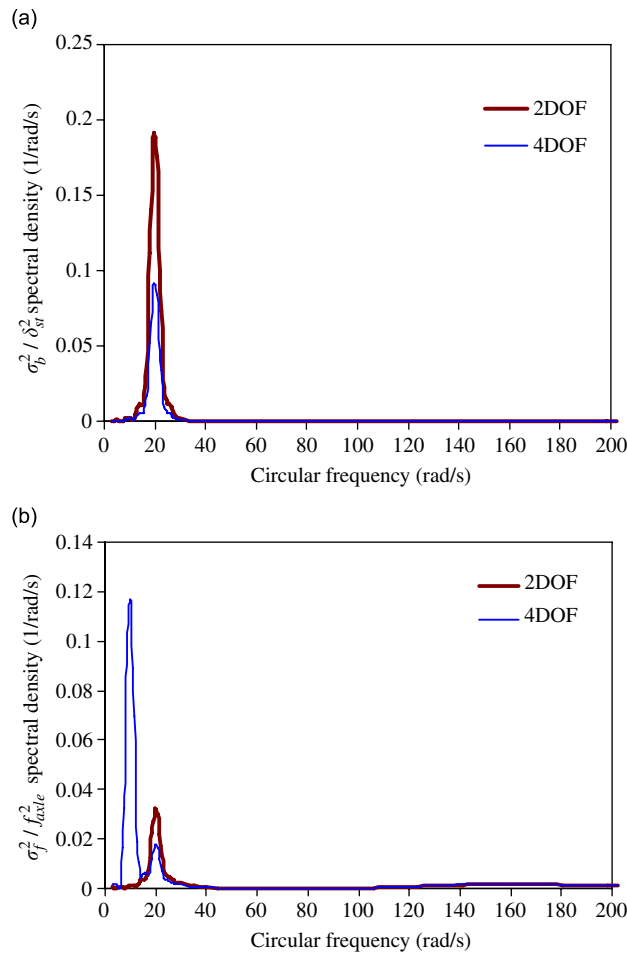 (a)
0.25
0.2
0.15
0.1
0.05
0
0 20 40 60 80 100 120 140 160 180 200
Circular frequency (rad/s)
σ_b^2 / δ_st^2 spectral density (1/rad/s)
2DOF
4DOF
(b)
0.14
0.12
0.1
0.08
0.06
0.04
0.02
0
0 20 40 60 80 100 120 140 160 180 200
Circular frequency (rad/s)
σ_f^2 / f_axle^2 spectral density (1/rad/s)
2DOF
4DOF